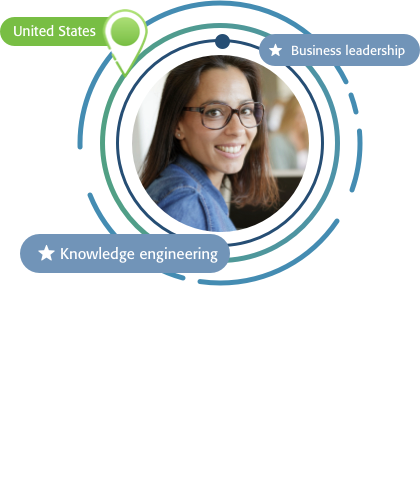 United States
Business leadership
Knowledge engineering